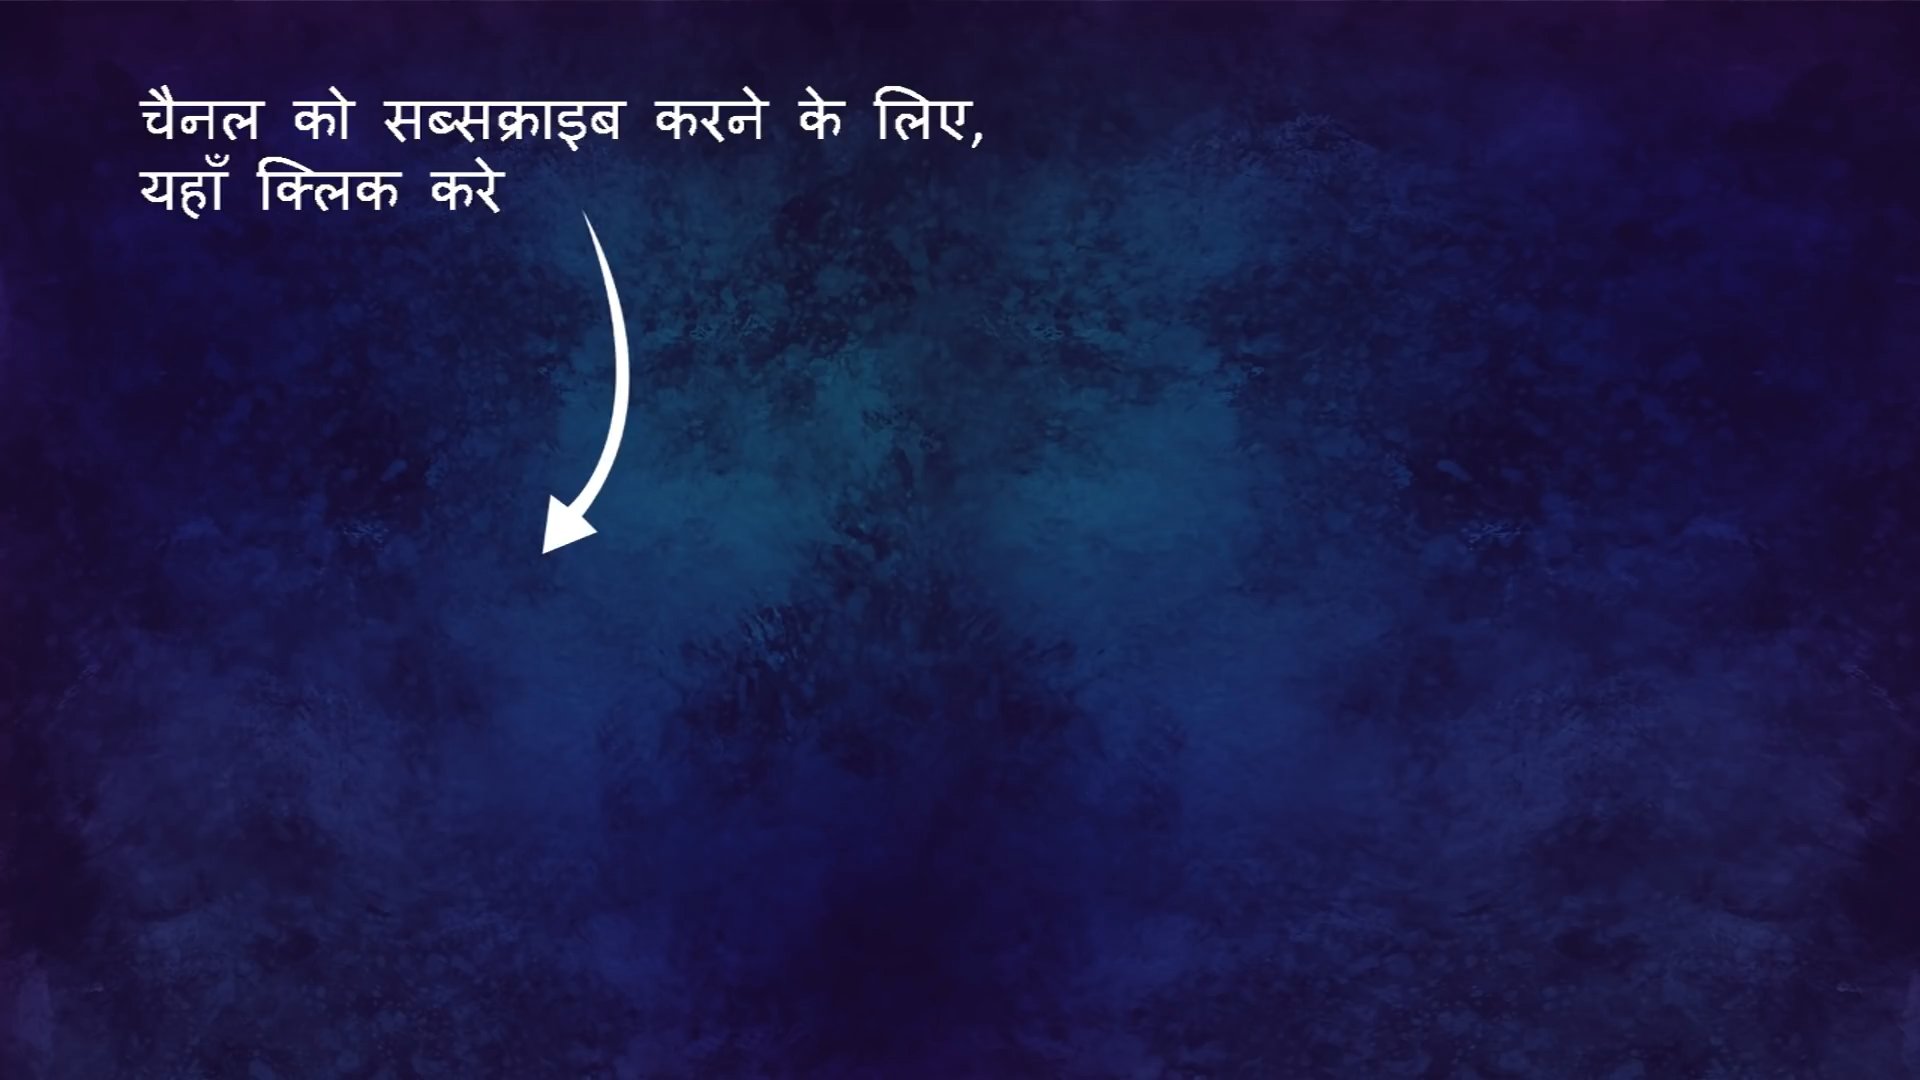 चैनल को सब्सक्राइब करने के लिए,
यहाँ क्लिक करे